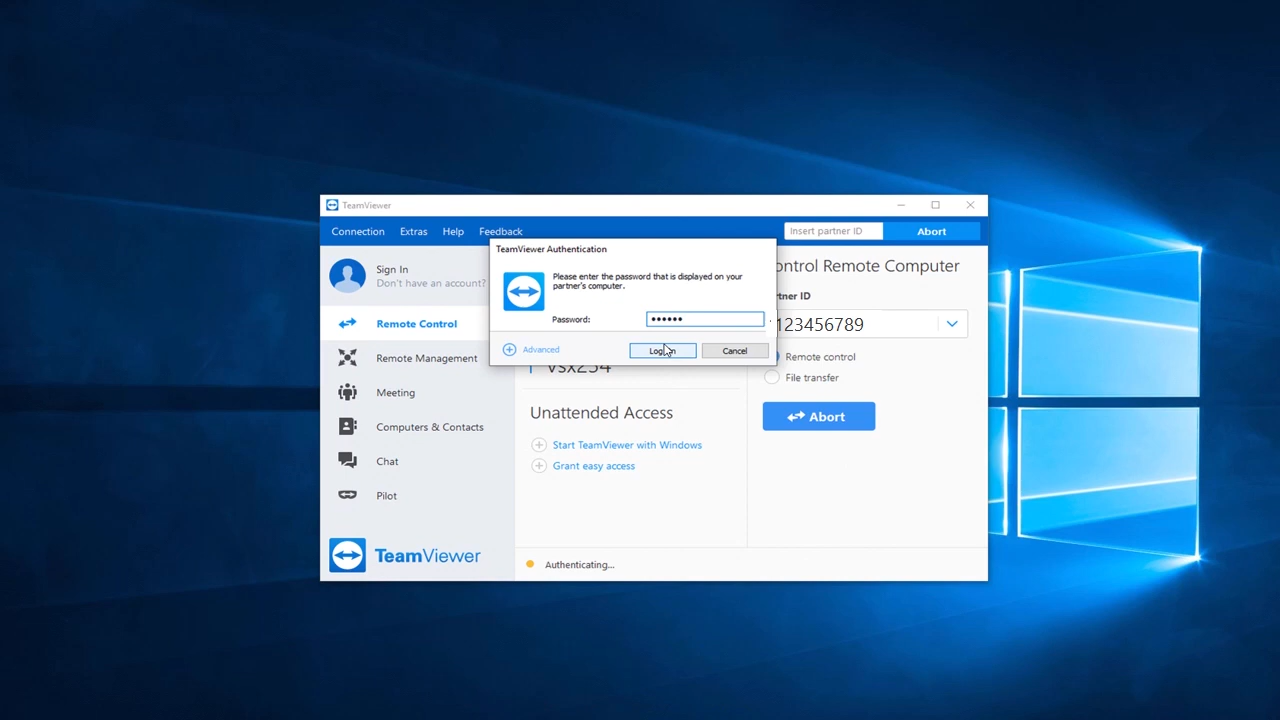 TeamViewer
Connection Extras Help Feedback
Insert partner ID
Abort
Sign In
Don't have an account?
Remote Control
Remote Management
Meeting
Computers & Contacts
Chat
Pilot
TeamViewer
TeamViewer Authentication
Please enter the password that is displayed on your
partner's computer.
Password: ••••••
Advanced
Cancel
Unattended Access
Start TeamViewer with Windows
Grant easy access
ontrol Remote Computer
rtner ID
123456789
Remote control
File transfer
Abort
Authenticating...